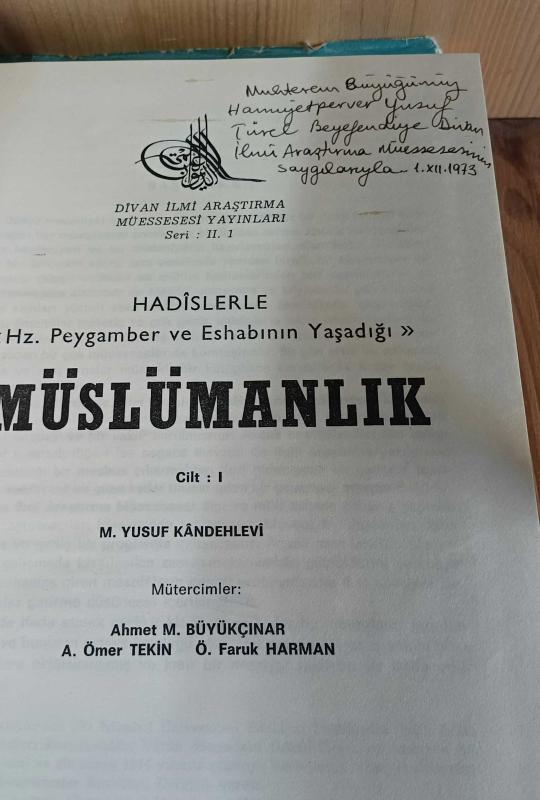 Muhterem Büyüğümüz
Hamiyetperver Yusuf
Türel Beyefendiye Divan
İlmî Araştırma Müessesesinin
saygılarıyla. 1.XII.1973
DİVAN İLMİ ARAŞTIRMA
MÜESSESESİ YAYINLARI
Seri : II. 1
HADÎSLERLE
Hz. Peygamber ve Eshabının Yaşadığı »
MÜSLÜMANLIK
Cilt : I
M. YUSUF KÂNDEHLEVÎ
Mütercimler:
Ahmet M. BÜYÜKÇINAR
A. Ömer TEKİN Ö. Faruk HARMAN